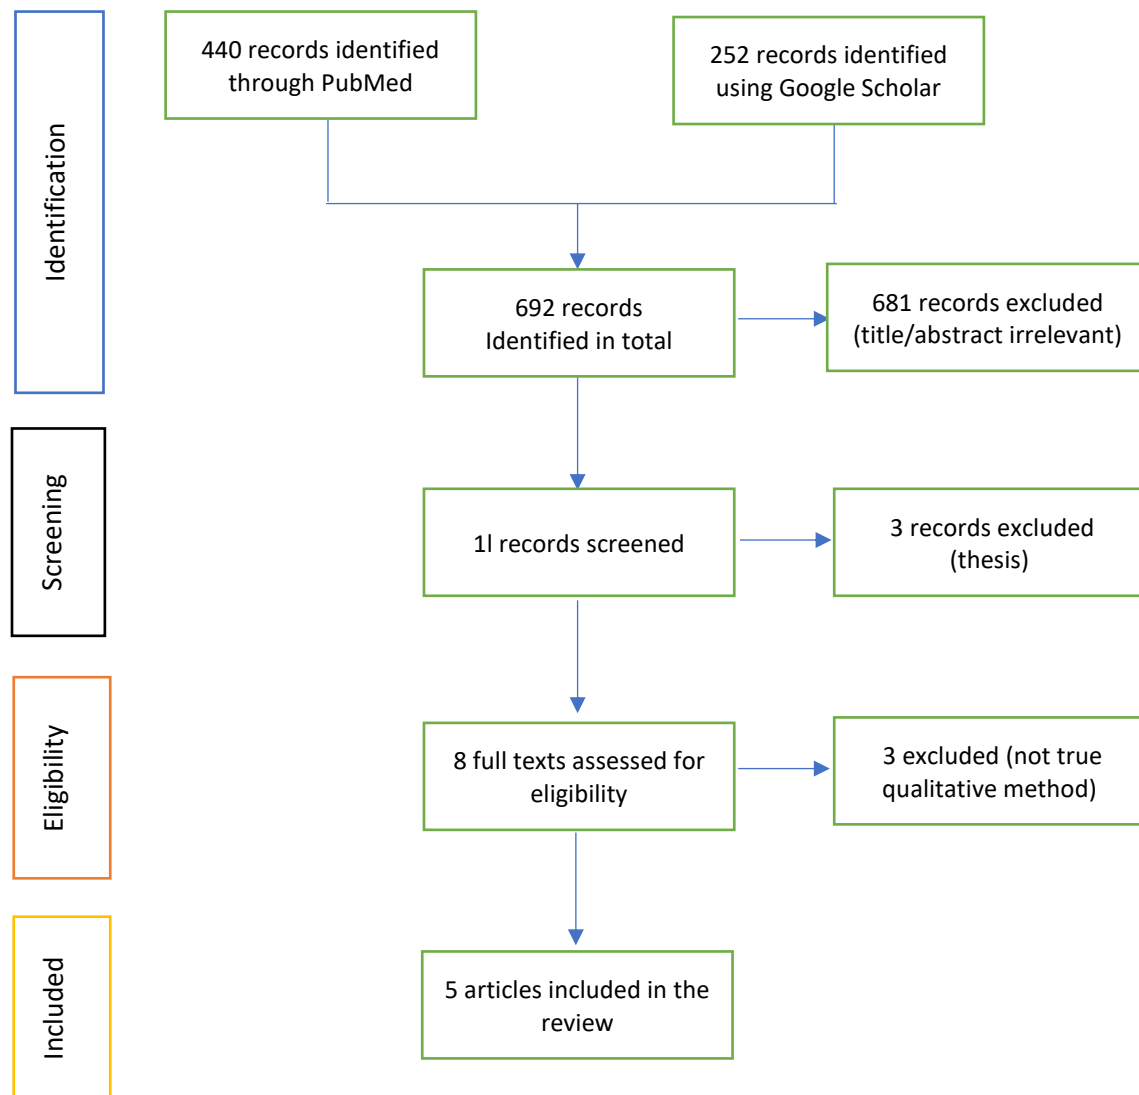 440 records identified
through PubMed
252 records identified
using Google Scholar
Identification
692 records
Identified in total
681 records excluded
(title/abstract irrelevant)
Screening
1l records screened
3 records excluded
(thesis)
Eligibility
8 full texts assessed for
eligibility
3 excluded (not true
qualitative method)
Included
5 articles included in the
review